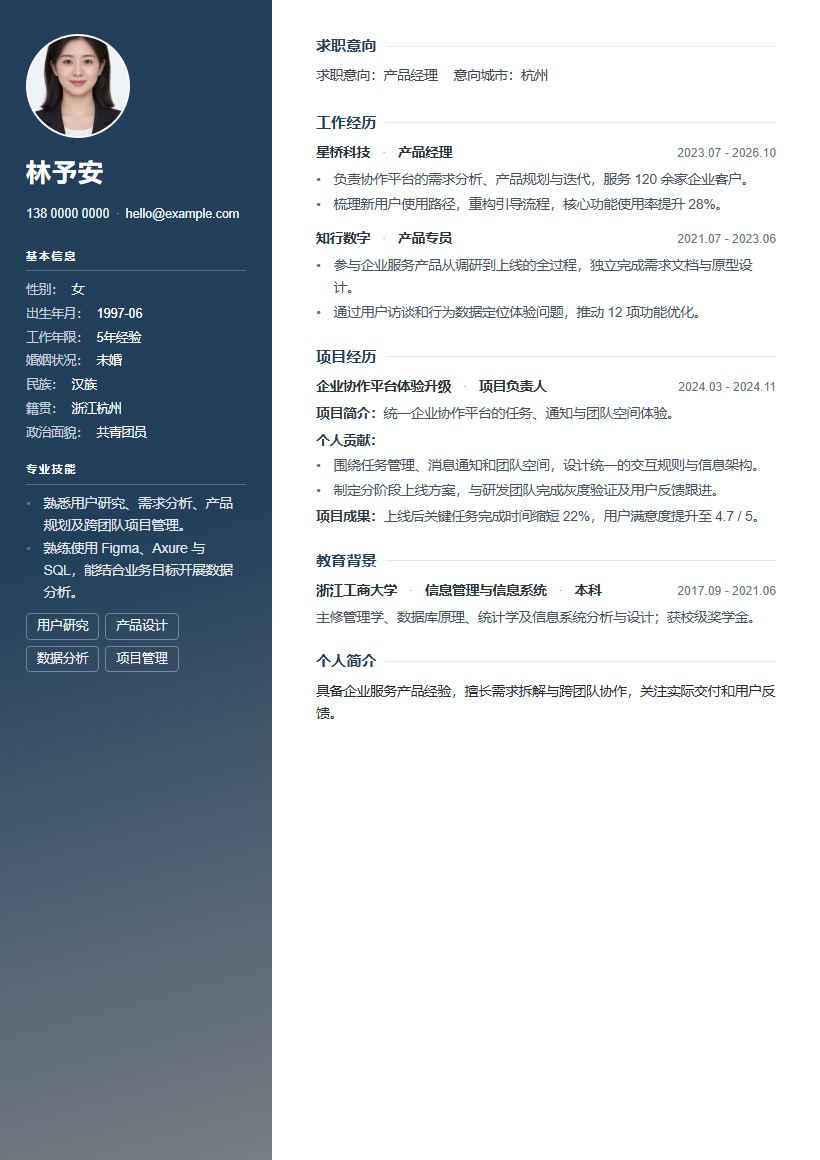 林予安
138 0000 0000 · hello@example.com
基本信息
性别： 女
出生年月： 1997-06
工作年限： 5年经验
婚姻状况： 未婚
民族： 汉族
籍贯： 浙江杭州
政治面貌： 共青团员
专业技能
• 熟悉用户研究、需求分析、产品
规划及跨团队项目管理。
• 熟练使用 Figma、Axure 与
SQL，能结合业务目标开展数据
分析。
用户研究 产品设计
数据分析 项目管理
求职意向
求职意向：产品经理 意向城市：杭州
工作经历
星桥科技 · 产品经理 2023.07 - 2026.10
• 负责协作平台的需求分析、产品规划与迭代，服务 120 余家企业客户。
• 梳理新用户使用路径，重构引导流程，核心功能使用率提升 28%。
知行数字 · 产品专员 2021.07 - 2023.06
• 参与企业服务产品从调研到上线的全过程，独立完成需求文档与原型设
计。
• 通过用户访谈和行为数据定位体验问题，推动 12 项功能优化。
项目经历
企业协作平台体验升级 · 项目负责人 2024.03 - 2024.11
项目简介：统一企业协作平台的任务、通知与团队空间体验。
个人贡献：
• 围绕任务管理、消息通知和团队空间，设计统一的交互规则与信息架构。
• 制定分阶段上线方案，与研发团队完成灰度验证及用户反馈跟进。
项目成果：上线后关键任务完成时间缩短 22%，用户满意度提升至 4.7 / 5。
教育背景
浙江工商大学 · 信息管理与信息系统 · 本科 2017.09 - 2021.06
主修管理学、数据库原理、统计学及信息系统分析与设计；获校级奖学金。
个人简介
具备企业服务产品经验，擅长需求拆解与跨团队协作，关注实际交付和用户反
馈。